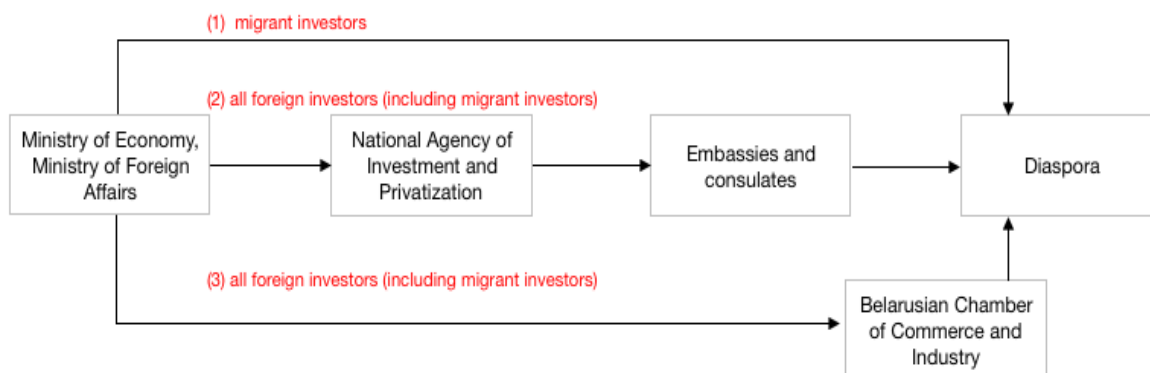 (1) migrant investors
(2) all foreign investors (including migrant investors)
Ministry of Economy,
Ministry of Foreign
Affairs
National Agency of
Investment and
Privatization
Embassies and
consulates
Diaspora
(3) all foreign investors (including migrant investors)
Belarusian Chamber
of Commerce and
Industry